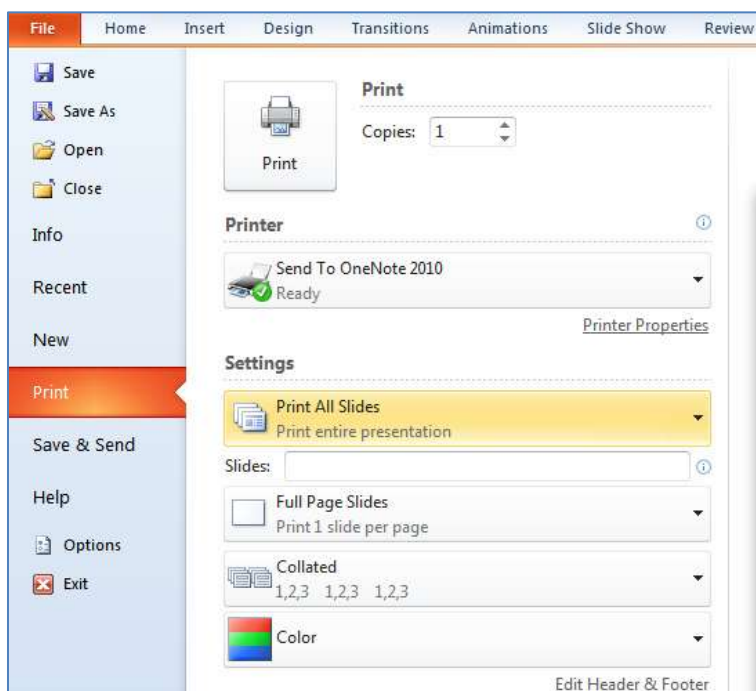 File Home Insert Design Transitions Animations Slide Show Review
Save
Save As
Open
Close
Info
Recent
New
Print
Save & Send
Help
Options
Exit
Print
Print
Copies: 1
Printer
Send To OneNote 2010
Ready
Printer Properties
Settings
Print All Slides
Print entire presentation
Slides:
Full Page Slides
Print 1 slide per page
Collated
1,2,3 1,2,3 1,2,3
Color
Edit Header & Footer